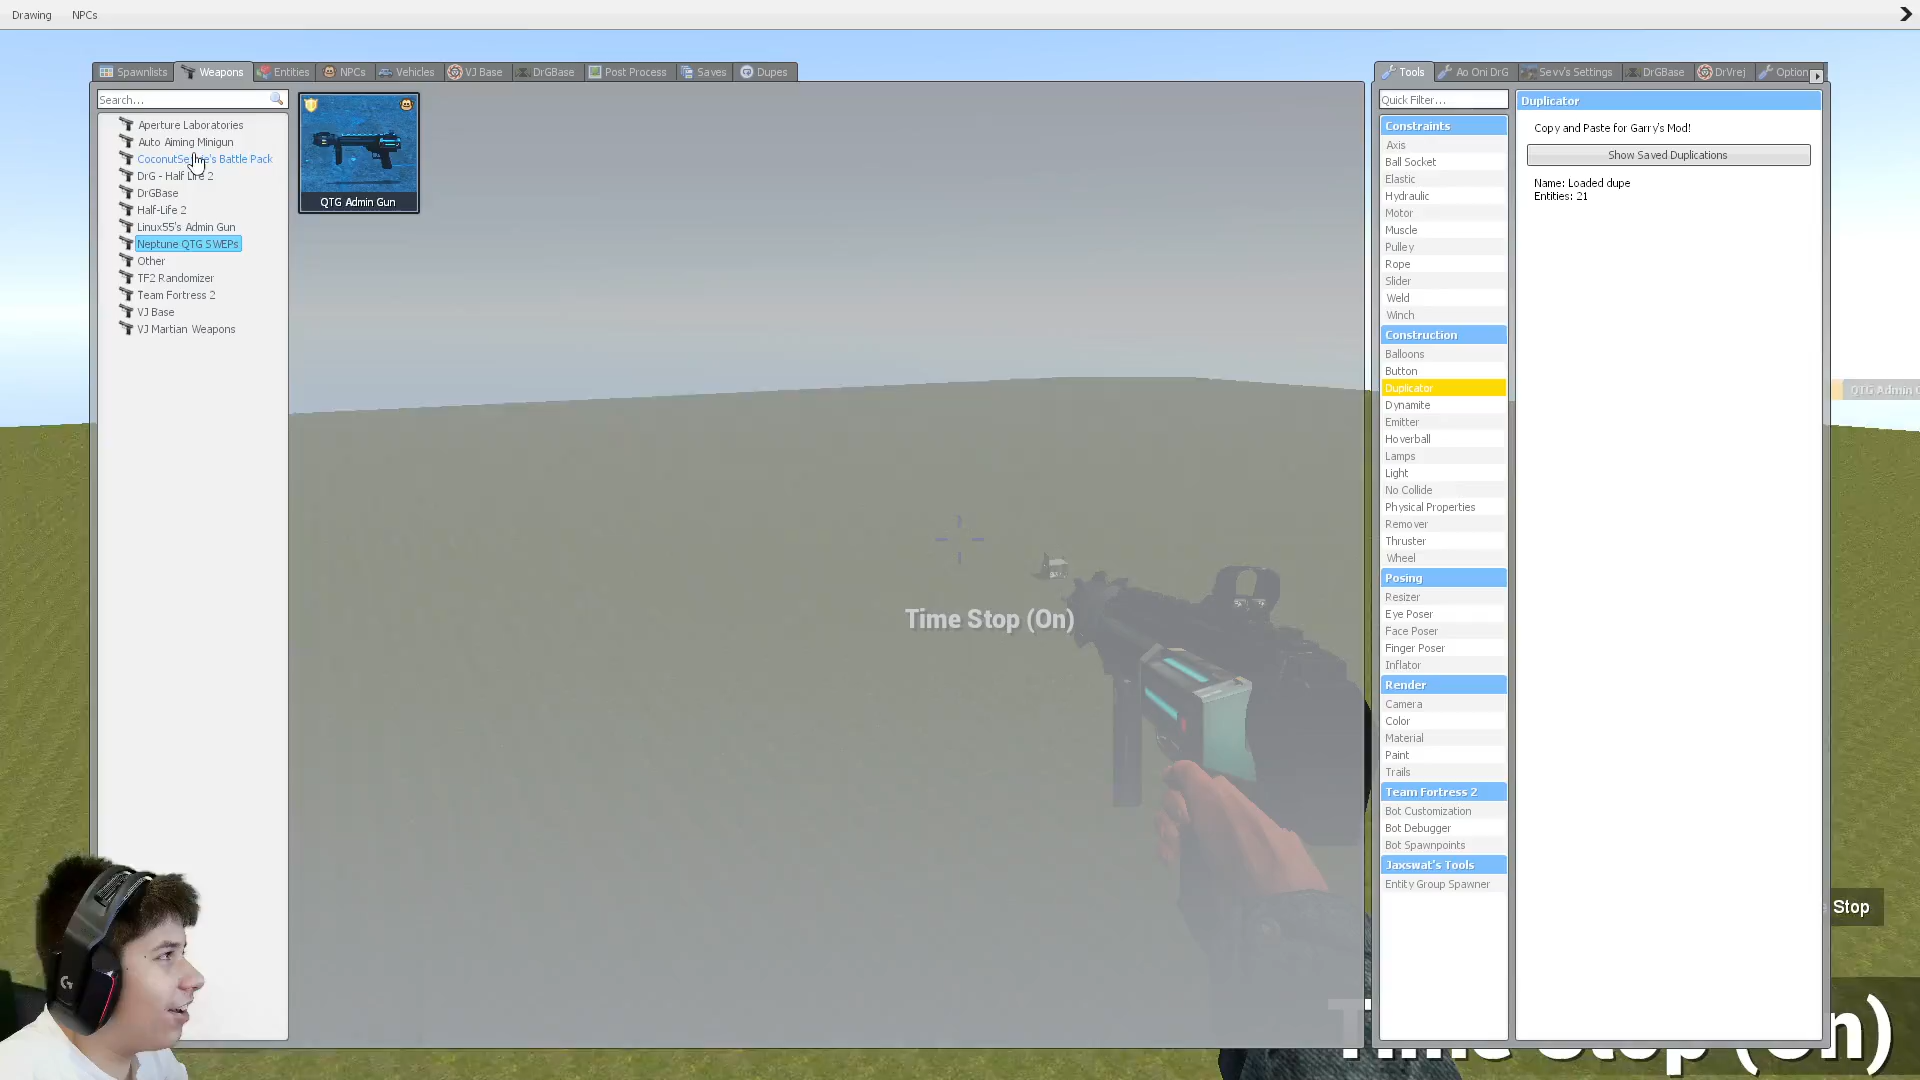 Drawing NPCs
Spawnlists Weapons Entities NPCs Vehicles VJ Base DrGBase Post Process Saves Dupes
Search...
Aperture Laboratories
Auto Aiming Minigun
DrG - Half Life 2
DrGBase
Half-Life 2
Linux55's Admin Gun
Neptune QTG SWEPs
Other
TF2 Randomizer
Team Fortress 2
VJ Base
VJ Martian Weapons
QTG Admin Gun
Time Stop (On)
Tools Ao Oni DrG Sevv's Settings DrGBase DrVrej Option
Quick Filter...
Constraints
Axis
Ball Socket
Elastic
Hydraulic
Motor
Muscle
Pulley
Rope
Slider
Weld
Winch
Construction
Balloons
Button
Duplicator
Dynamite
Emitter
Hoverball
Lamps
Light
No Collide
Physical Properties
Remover
Thruster
Wheel
Posing
Resizer
Eye Poser
Face Poser
Finger Poser
Inflator
Render
Camera
Color
Material
Paint
Trails
Team Fortress 2
Bot Customization
Bot Debugger
Bot Spawnpoints
Jaxswat's Tools
Entity Group Spawner
Duplicator
Copy and Paste for Garry's Mod!
Show Saved Duplications
Name: Loaded dupe
Entities: 21
QTG Admin
Stop
Time Stop (On)